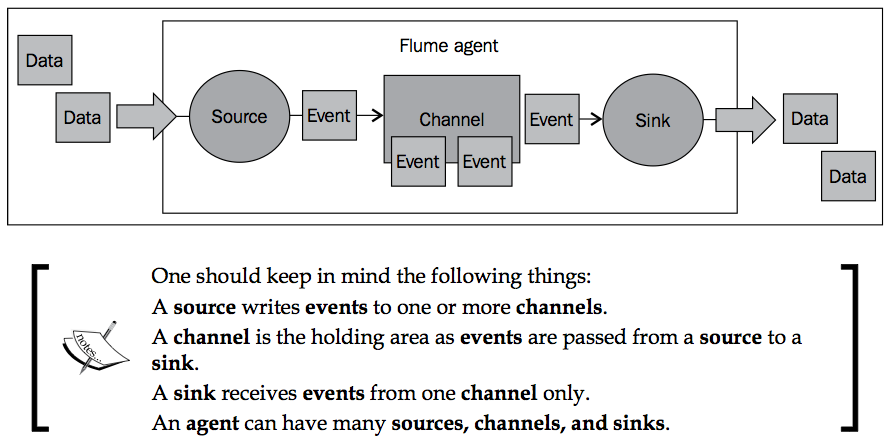 Flume agent
Data
Data
Source
Event
Channel
Event
Event
Event
Sink
Data
Data
One should keep in mind the following things:
A source writes events to one or more channels.
notes...
A channel is the holding area as events are passed from a source to a
sink.
A sink receives events from one channel only.
An agent can have many sources, channels, and sinks.